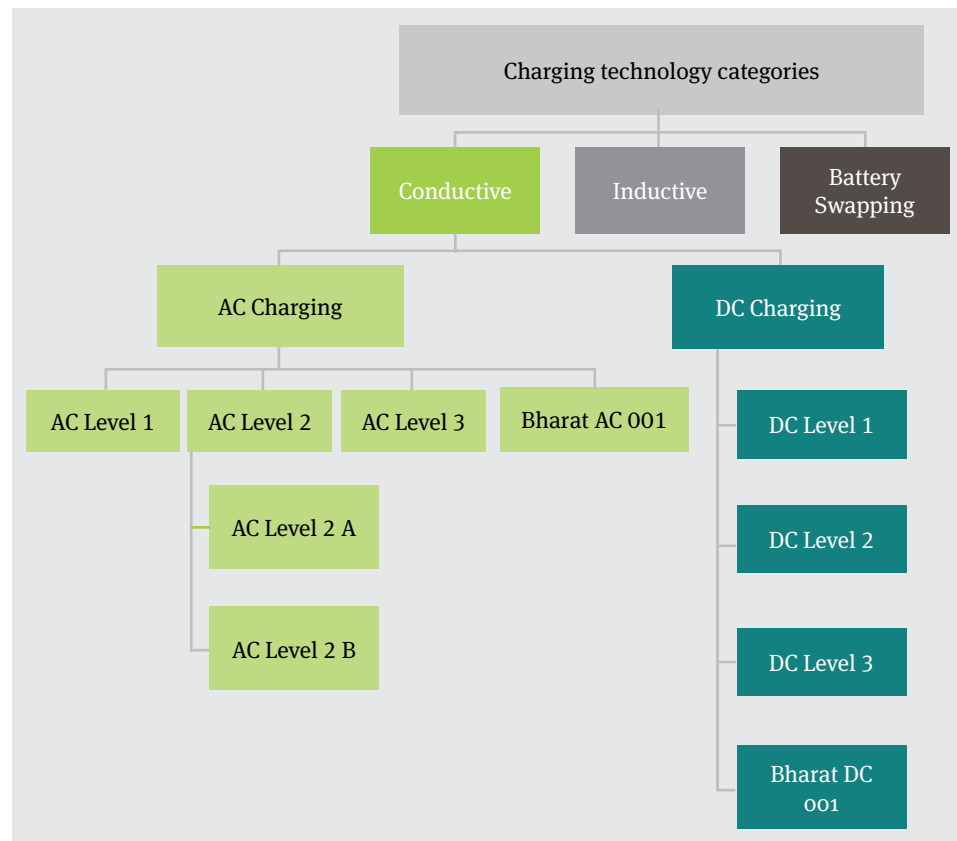 Charging technology categories
Conductive
Inductive
Battery
Swapping
AC Charging
DC Charging
AC Level 1
AC Level 2
AC Level 3
Bharat AC 001
DC Level 1
AC Level 2 A
DC Level 2
AC Level 2 B
DC Level 3
Bharat DC
001